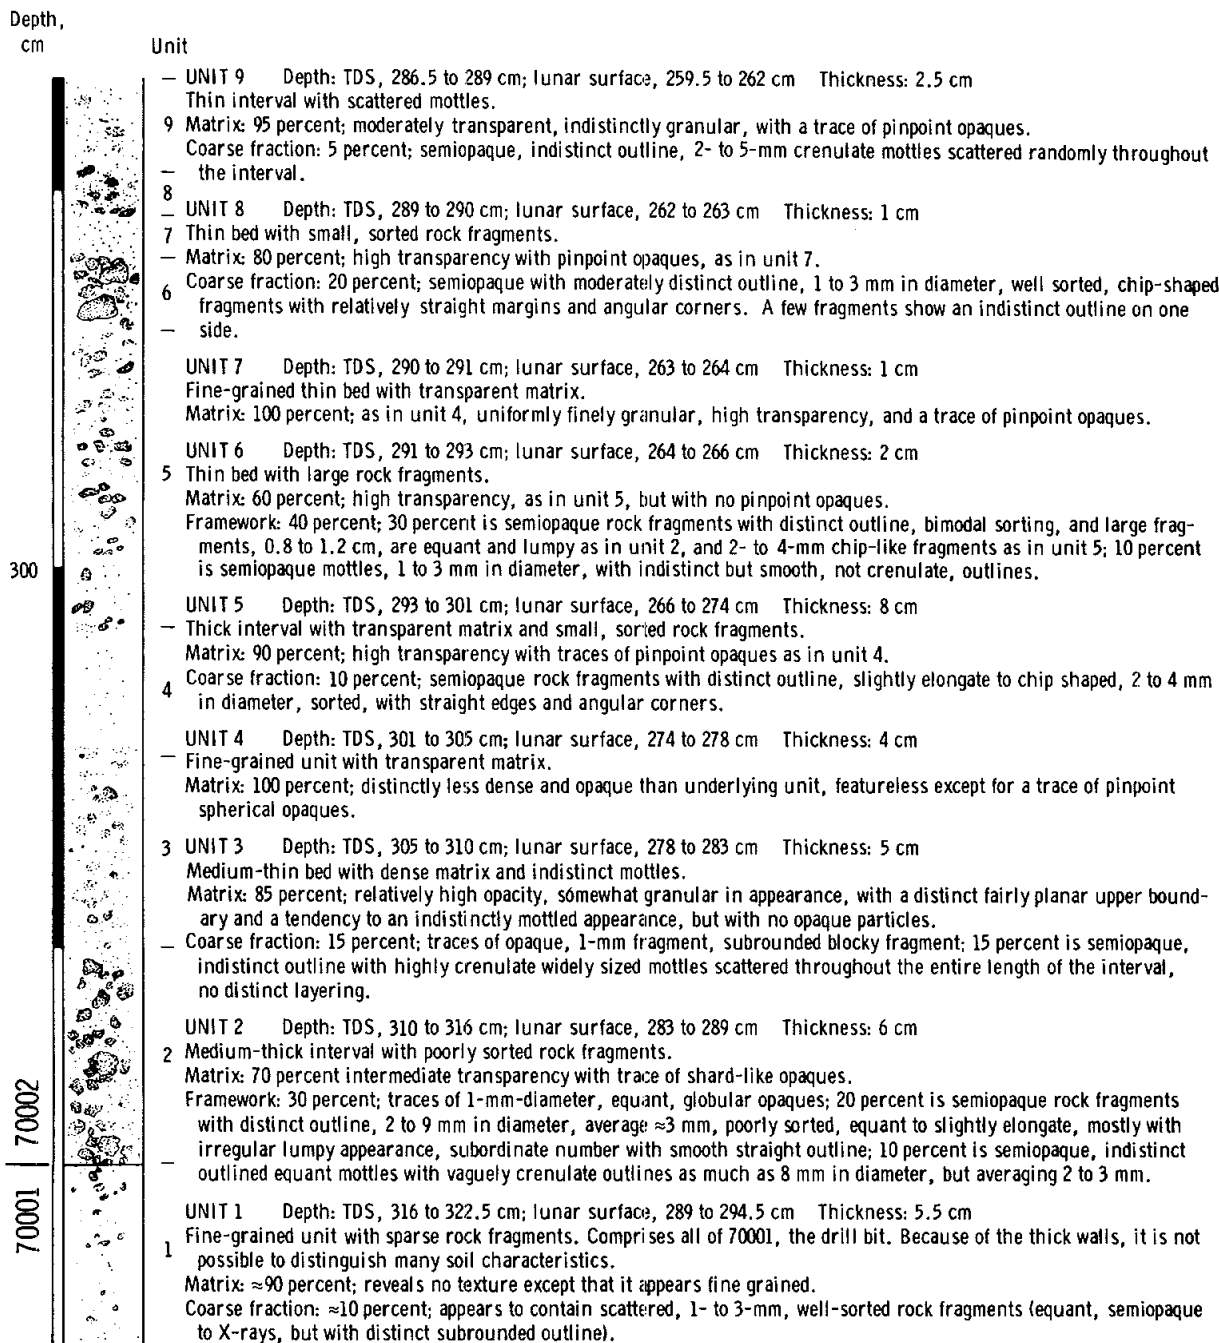 Depth,
cm
Unit
300
70002
70001
9
8
7
6
5
4
3
2
1
UNIT 9 Depth: TDS, 286.5 to 289 cm; lunar surface, 259.5 to 262 cm Thickness: 2.5 cm
Thin interval with scattered mottles.
Matrix: 95 percent; moderately transparent, indistinctly granular, with a trace of pinpoint opaques.
Coarse fraction: 5 percent; semiopaque, indistinct outline, 2- to 5-mm crenulate mottles scattered randomly throughout
the interval.
UNIT 8 Depth: TDS, 289 to 290 cm; lunar surface, 262 to 263 cm Thickness: 1 cm
Thin bed with small, sorted rock fragments.
Matrix: 80 percent; high transparency with pinpoint opaques, as in unit 7.
Coarse fraction: 20 percent; semiopaque with moderately distinct outline, 1 to 3 mm in diameter, well sorted, chip-shaped
fragments with relatively straight margins and angular corners. A few fragments show an indistinct outline on one
side.
UNIT 7 Depth: TDS, 290 to 291 cm; lunar surface, 263 to 264 cm Thickness: 1 cm
Fine-grained thin bed with transparent matrix.
Matrix: 100 percent; as in unit 4, uniformly finely granular, high transparency, and a trace of pinpoint opaques.
UNIT 6 Depth: TDS, 291 to 293 cm; lunar surface, 264 to 266 cm Thickness: 2 cm
Thin bed with large rock fragments.
Matrix: 60 percent; high transparency, as in unit 5, but with no pinpoint opaques.
Framework: 40 percent; 30 percent is semiopaque rock fragments with distinct outline, bimodal sorting, and large frag-
ments, 0.8 to 1.2 cm, are equant and lumpy as in unit 2, and 2- to 4-mm chip-like fragments as in unit 5; 10 percent
is semiopaque mottles, 1 to 3 mm in diameter, with indistinct but smooth, not crenulate, outlines.
UNIT 5 Depth: TDS, 293 to 301 cm; lunar surface, 266 to 274 cm Thickness: 8 cm
Thick interval with transparent matrix and small, sorted rock fragments.
Matrix: 90 percent; high transparency with traces of pinpoint opaques as in unit 4.
Coarse fraction: 10 percent; semiopaque rock fragments with distinct outline, slightly elongate to chip shaped, 2 to 4 mm
in diameter, sorted, with straight edges and angular corners.
UNIT 4 Depth: TDS, 301 to 305 cm; lunar surface, 274 to 278 cm Thickness: 4 cm
Fine-grained unit with transparent matrix.
Matrix: 100 percent; distinctly less dense and opaque than underlying unit, featureless except for a trace of pinpoint
spherical opaques.
UNIT 3 Depth: TDS, 305 to 310 cm; lunar surface, 278 to 283 cm Thickness: 5 cm
Medium-thin bed with dense matrix and indistinct mottles.
Matrix: 85 percent; relatively high opacity, somewhat granular in appearance, with a distinct fairly planar upper bound-
ary and a tendency to an indistinctly mottled appearance, but with no opaque particles.
Coarse fraction: 15 percent; traces of opaque, 1-mm fragment, subrounded blocky fragment; 15 percent is semiopaque,
indistinct outline with highly crenulate widely sized mottles scattered throughout the entire length of the interval,
no distinct layering.
UNIT 2 Depth: TDS, 310 to 316 cm; lunar surface, 283 to 289 cm Thickness: 6 cm
Medium-thick interval with poorly sorted rock fragments.
Matrix: 70 percent intermediate transparency with trace of shard-like opaques.
Framework: 30 percent; traces of 1-mm-diameter, equant, globular opaques; 20 percent is semiopaque rock fragments
with distinct outline, 2 to 9 mm in diameter, average ≈3 mm, poorly sorted, equant to slightly elongate, mostly with
irregular lumpy appearance, subordinate number with smooth straight outline; 10 percent is semiopaque, indistinct
outlined equant mottles with vaguely crenulate outlines as much as 8 mm in diameter, but averaging 2 to 3 mm.
UNIT 1 Depth: TDS, 316 to 322.5 cm; lunar surface, 289 to 294.5 cm Thickness: 5.5 cm
Fine-grained unit with sparse rock fragments. Comprises all of 70001, the drill bit. Because of the thick walls, it is not
possible to distinguish many soil characteristics.
Matrix: ≈90 percent; reveals no texture except that it appears fine grained.
Coarse fraction: ≈10 percent; appears to contain scattered, 1- to 3-mm, well-sorted rock fragments (equant, semiopaque
to X-rays, but with distinct subrounded outline).